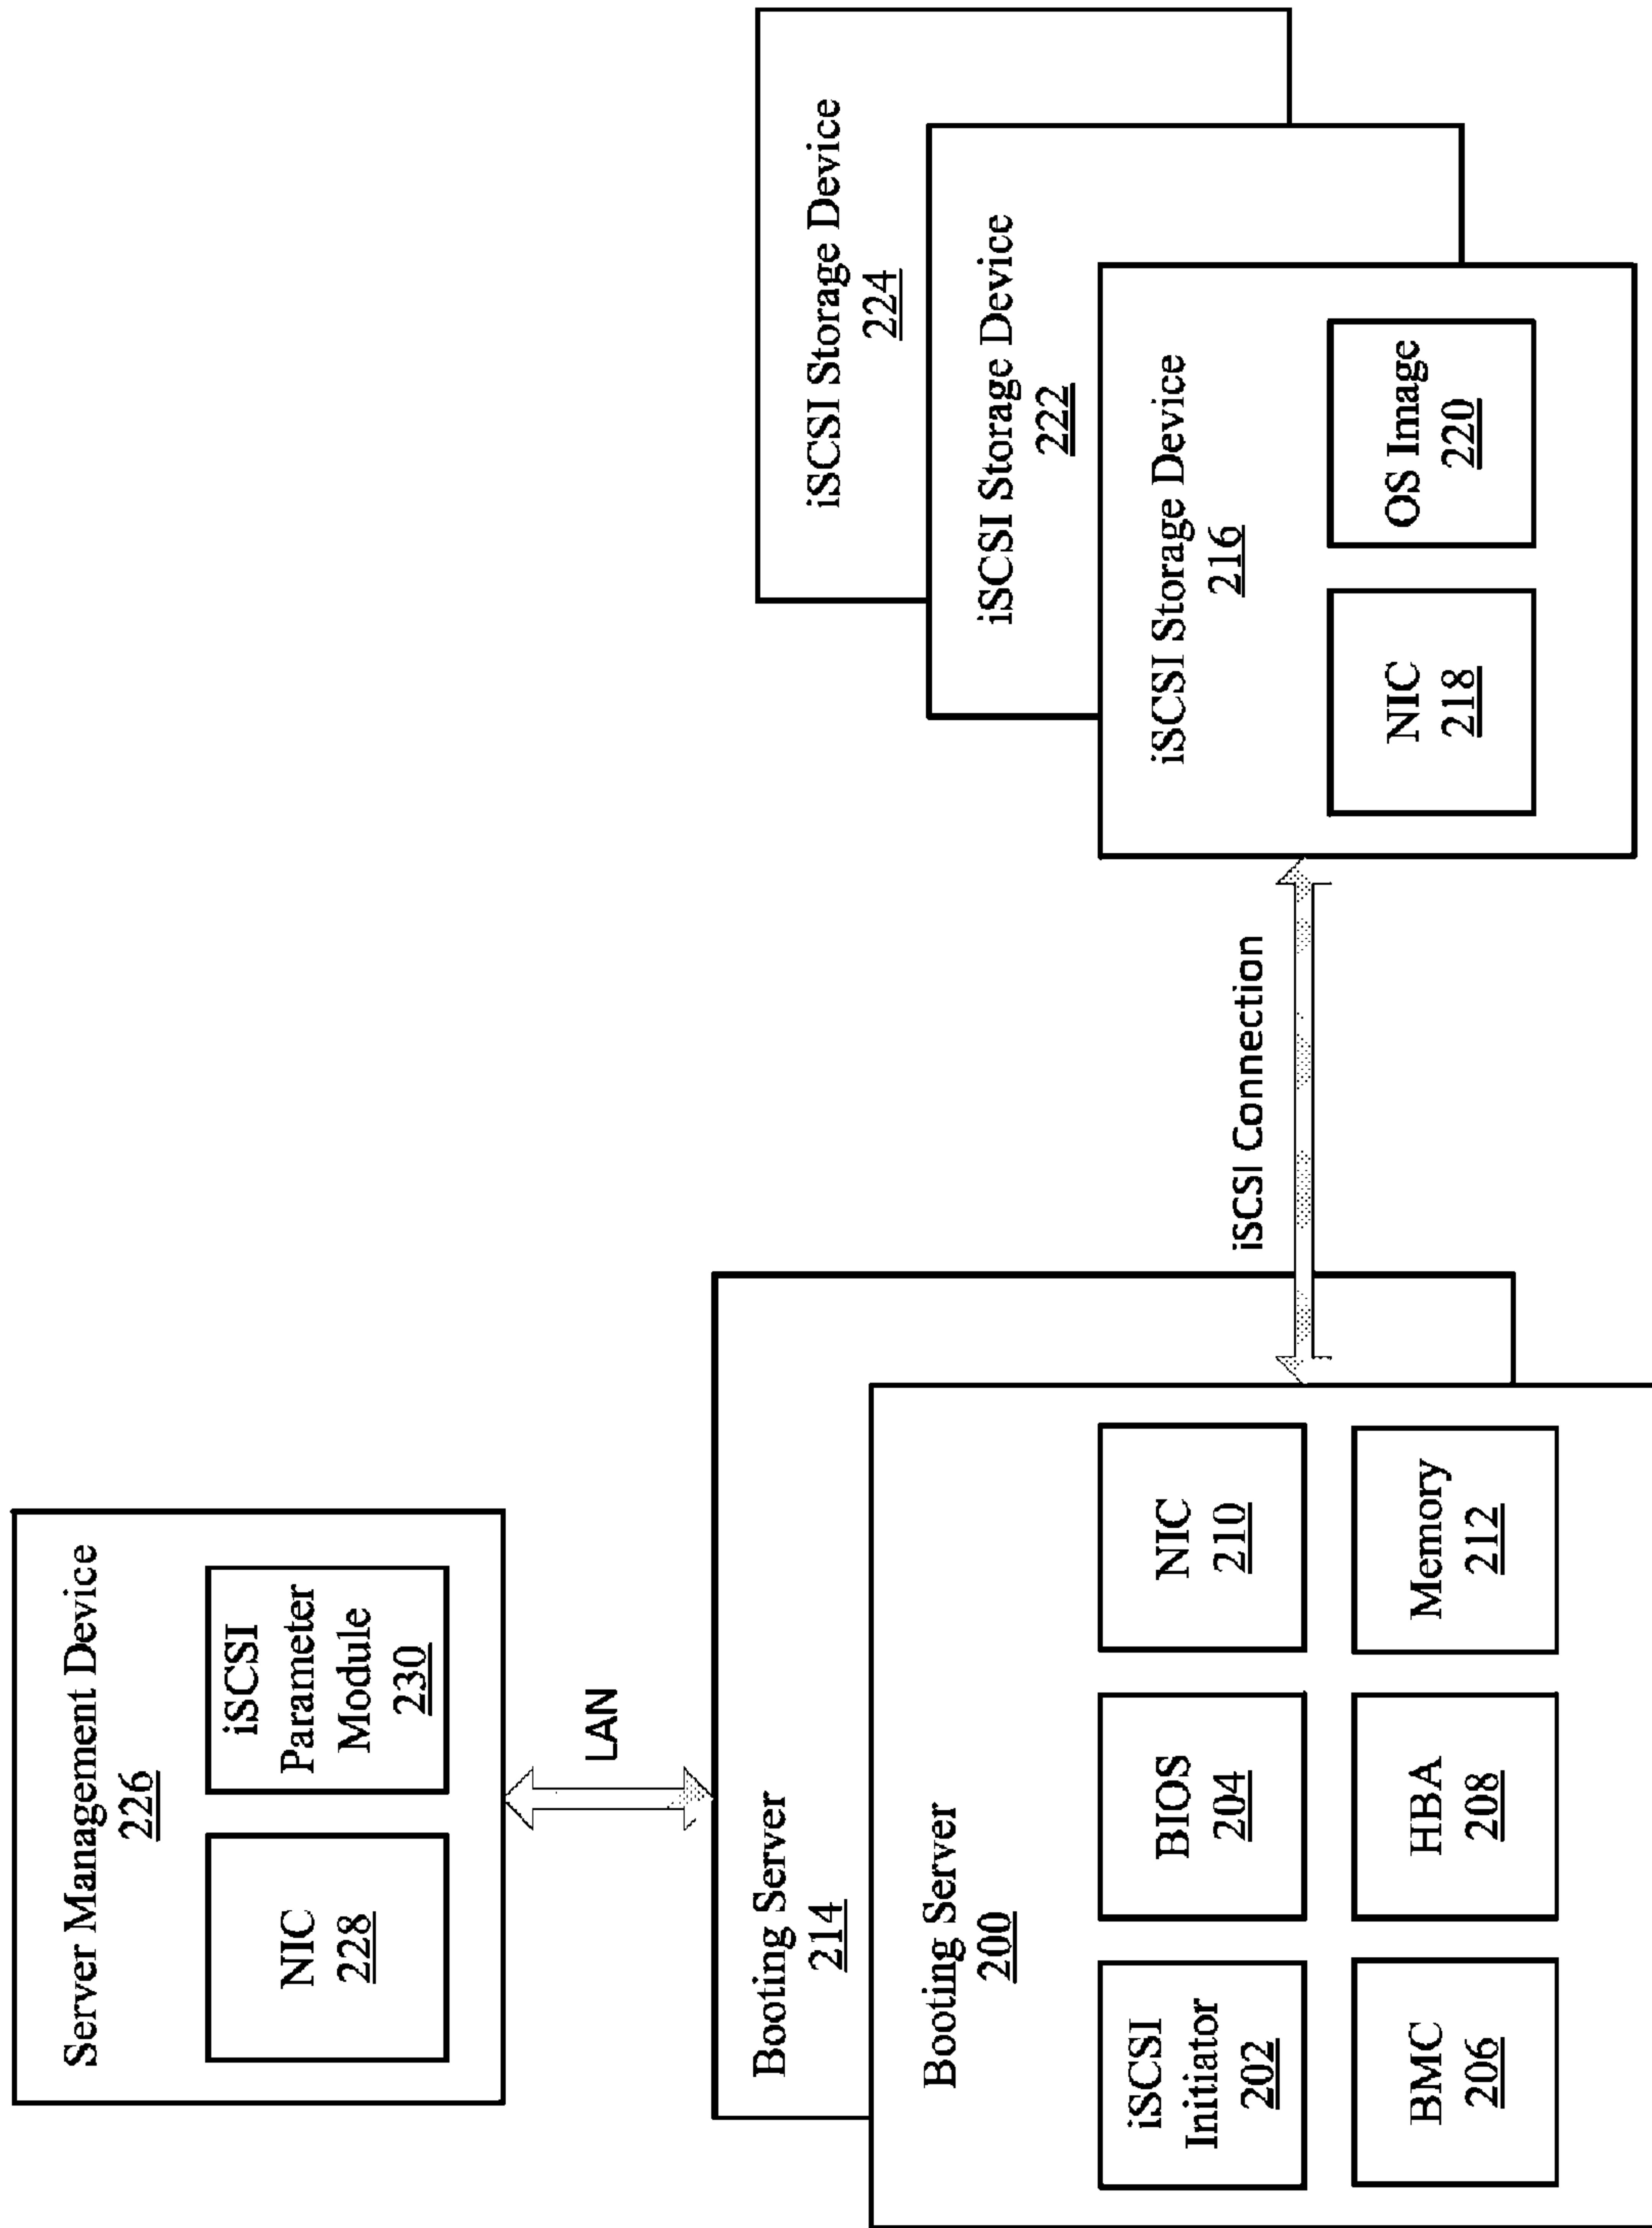 Server Management Device
226
NIC
228
iSCSI
Parameter
Module
230
LAN
Booting Server
214
Booting Server
200
iSCSI
Initiator
202
BIOS
204
NIC
210
BMC
206
HBA
208
Memory
212
iSCSI Connection
iSCSI Storage Device
224
iSCSI Storage Device
222
iSCSI Storage Device
216
NIC
218
OS Image
220